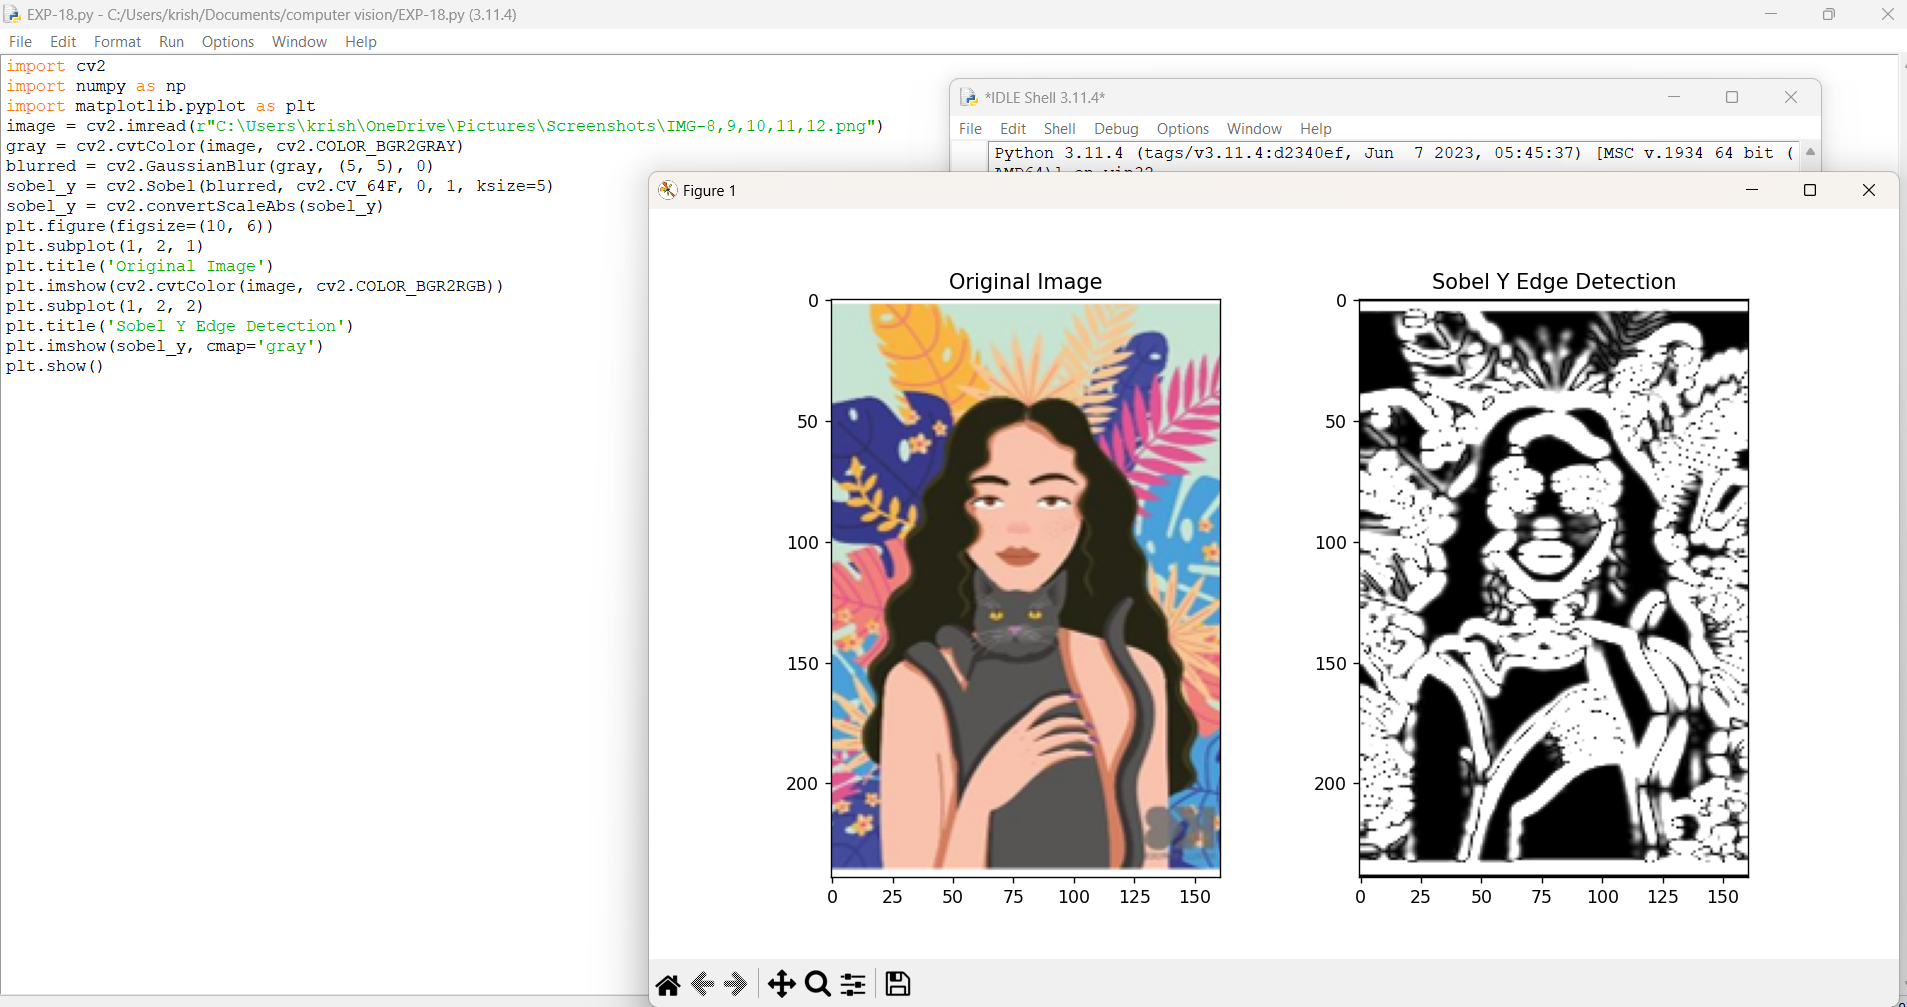 EXP-18.py - C:/Users/krish/Documents/computer vision/EXP-18.py (3.11.4)
File Edit Format Run Options Window Help
import cv2
import numpy as np
import matplotlib.pyplot as plt
image = cv2.imread(r"C:\Users\krish\OneDrive\Pictures\Screenshots\IMG-8,9,10,11,12.png")
gray = cv2.cvtColor(image, cv2.COLOR_BGR2GRAY)
blurred = cv2.GaussianBlur(gray, (5, 5), 0)
sobel_y = cv2.Sobel(blurred, cv2.CV_64F, 0, 1, ksize=5)
sobel_y = cv2.convertScaleAbs(sobel_y)
plt.figure(figsize=(10, 6))
plt.subplot(1, 2, 1)
plt.title('Original Image')
plt.imshow(cv2.cvtColor(image, cv2.COLOR_BGR2RGB))
plt.subplot(1, 2, 2)
plt.title('Sobel Y Edge Detection')
plt.imshow(sobel_y, cmap='gray')
plt.show()
*IDLE Shell 3.11.4*
File Edit Shell Debug Options Window Help
Python 3.11.4 (tags/v3.11.4:d2340ef, Jun  7 2023, 05:45:37) [MSC v.1934 64 bit (
Figure 1
Original Image
0
50
100
150
200
0 25 50 75 100 125 150
Sobel Y Edge Detection
0
50
100
150
200
0 25 50 75 100 125 150